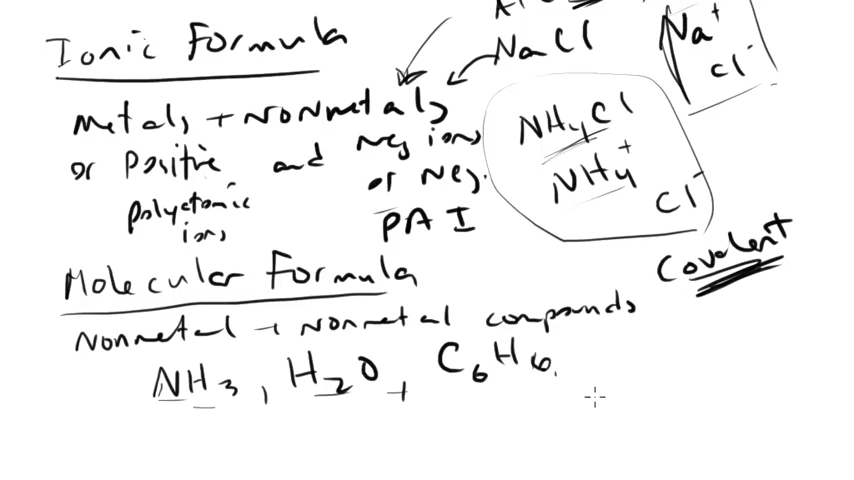 Ionic Formula
NaCl
Na⁺
Cl⁻
metals + nonmetals
or positive and neg ions
polyatomic ions
or neg.
PAI
NH4Cl
NH4⁺
Cl⁻
Molecular Formula
Covalent
Nonmetal + nonmetal compounds
NH3, H2O + C6H6.